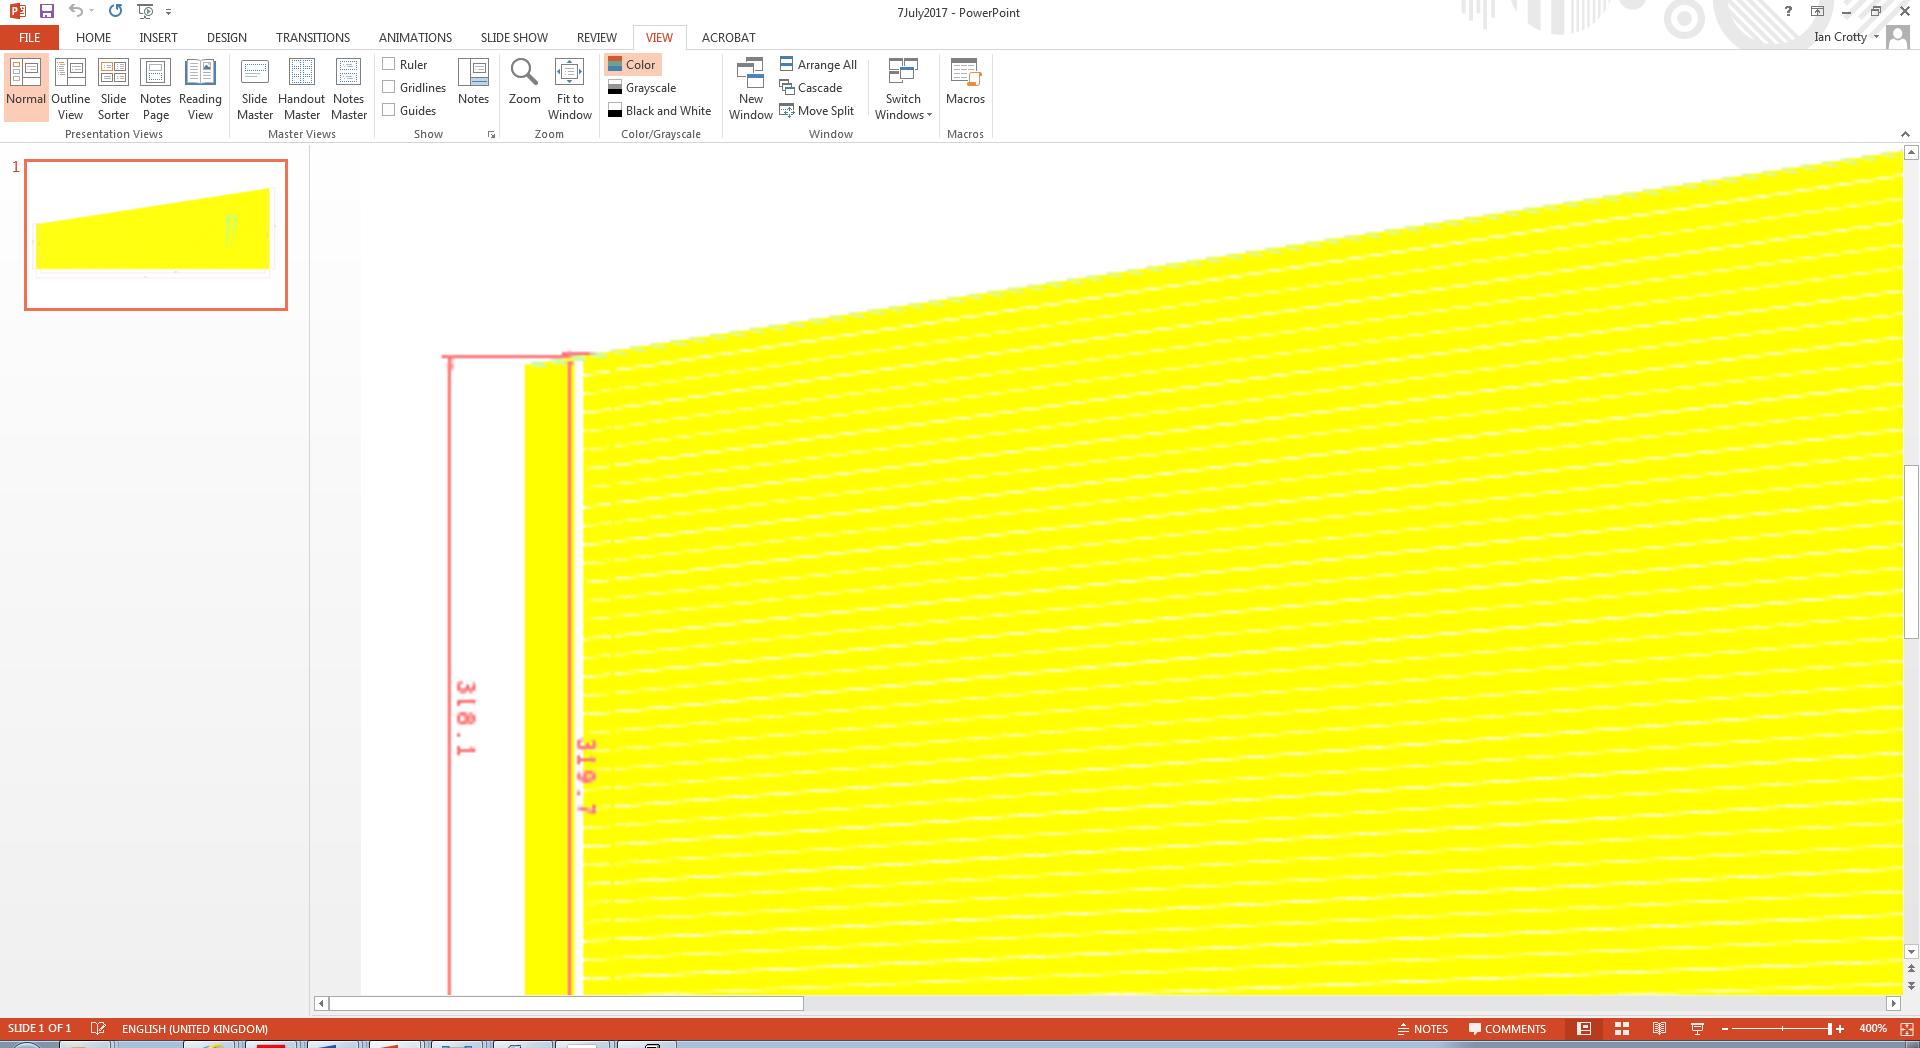 7July2017 - PowerPoint
?
FILE HOME INSERT DESIGN TRANSITIONS ANIMATIONS SLIDE SHOW REVIEW VIEW ACROBAT
Ian Crotty
Normal
Outline View
Slide Sorter
Notes Page
Reading View
Presentation Views
Slide Master
Handout Master
Notes Master
Master Views
Ruler
Gridlines
Guides
Notes
Show
Zoom
Fit to Window
Zoom
Color
Grayscale
Black and White
Color/Grayscale
New Window
Arrange All
Cascade
Move Split
Switch Windows
Window
Macros
Macros
1
318.1
319.7
SLIDE 1 OF 1
ENGLISH (UNITED KINGDOM)
NOTES
COMMENTS
400%